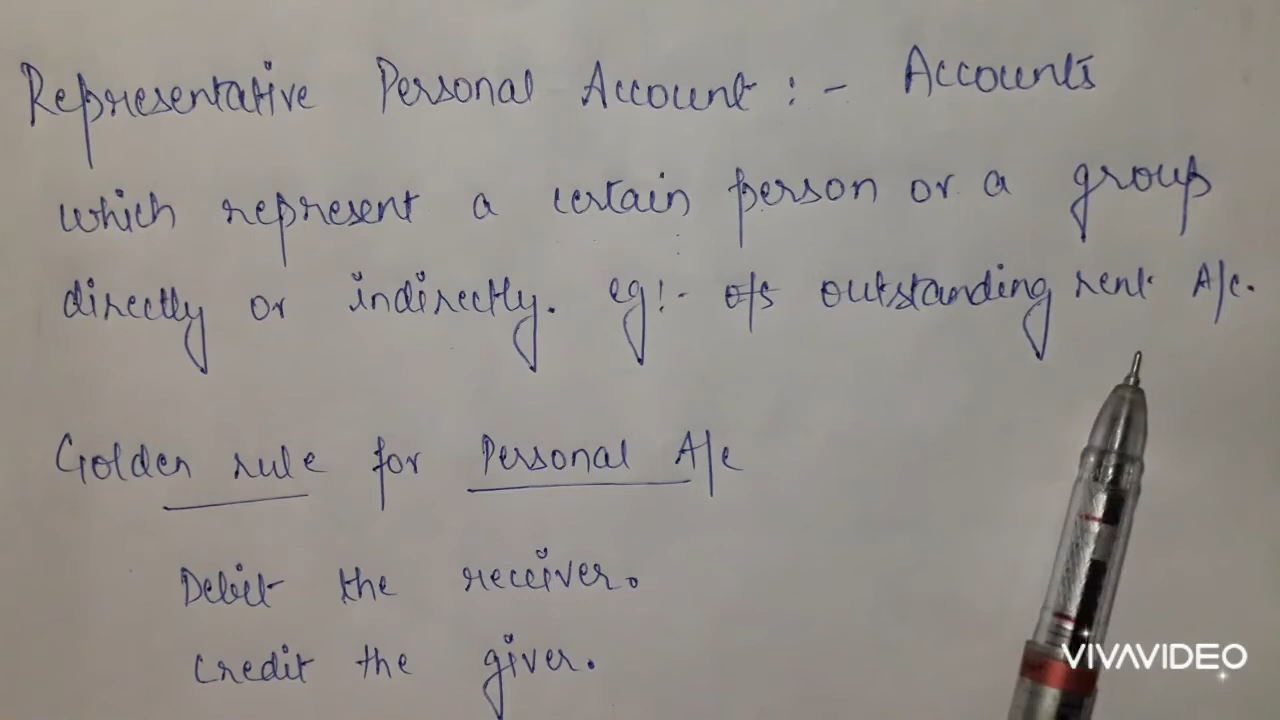 Representative Personal Account :- Accounts
which represent a certain person or a group
directly or indirectly. eg:- o/s outstanding rent A/c.
Golden rule for Personal A/c
Debit the receiver.
Credit the giver.
VIVAVIDEO